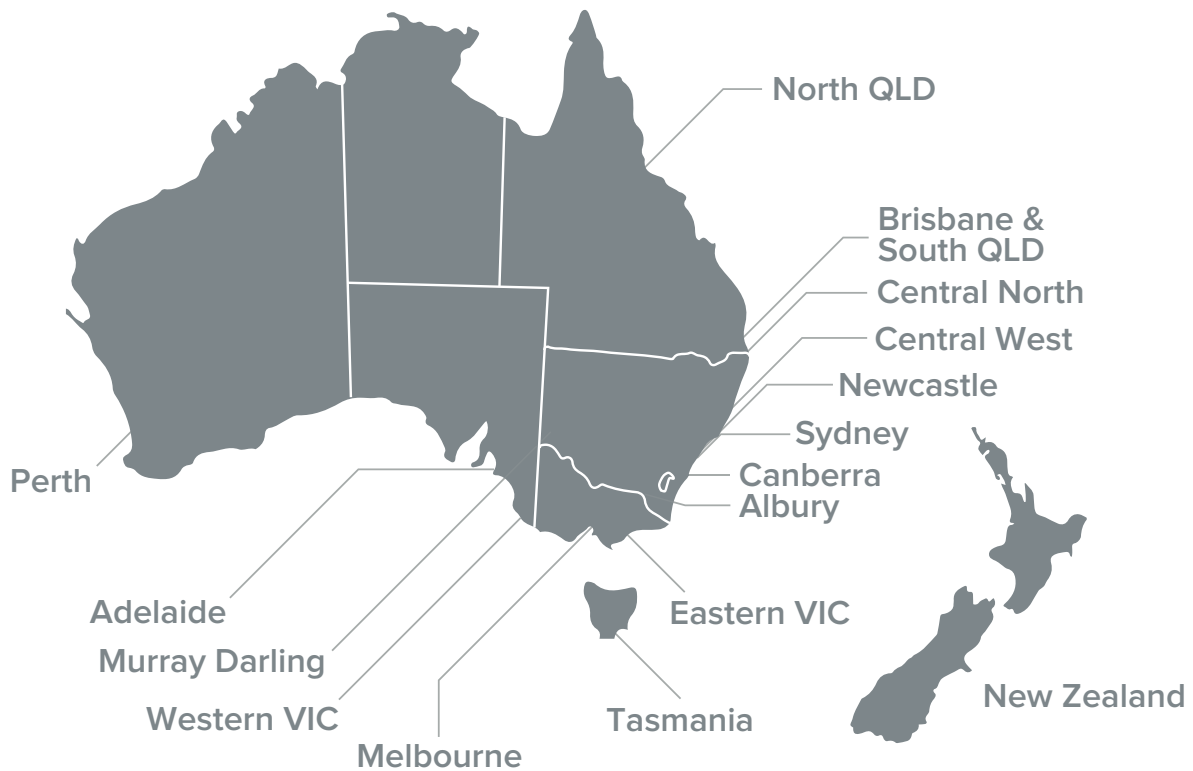 North QLD
Brisbane &
South QLD
Central North
Central West
Newcastle
Sydney
Canberra
Albury
Perth
Adelaide
Eastern VIC
Murray Darling
New Zealand
Western VIC
Tasmania
Melbourne